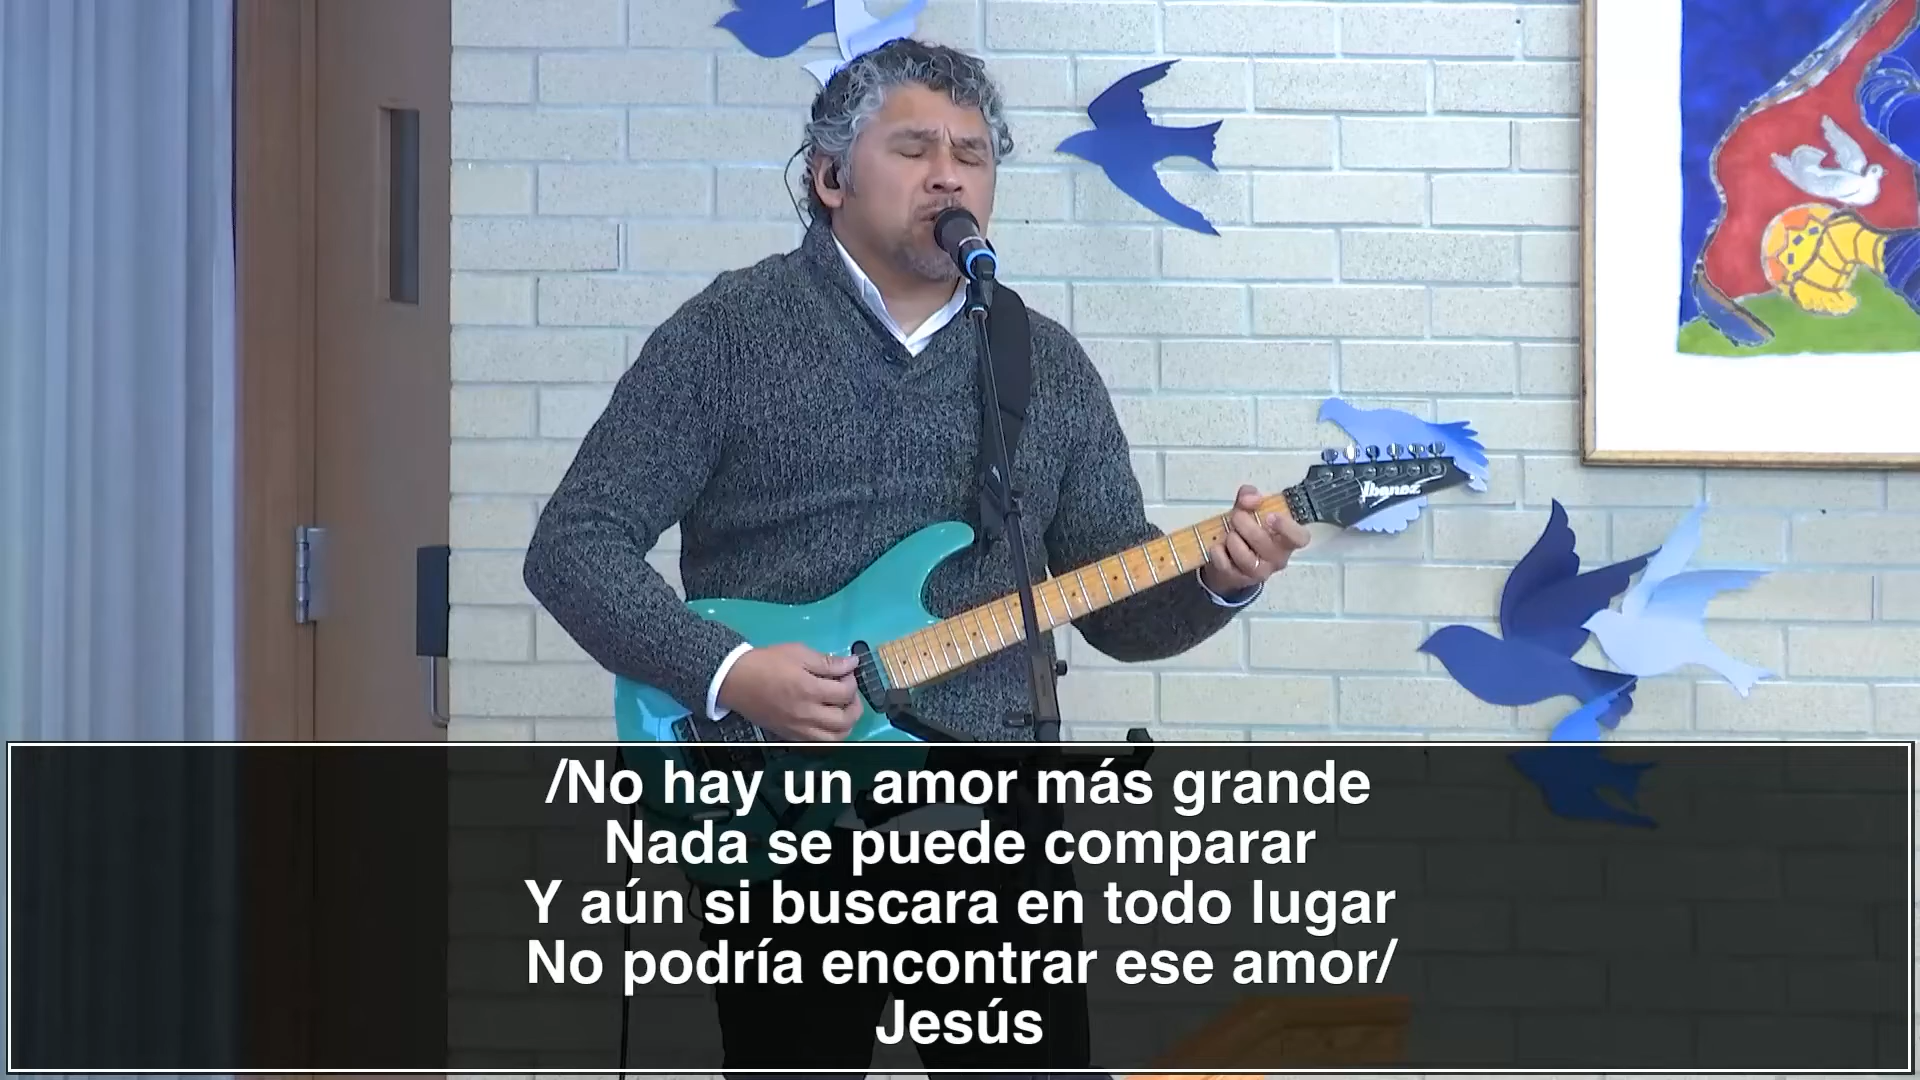 Ibanez
/No hay un amor más grande
Nada se puede comparar
Y aún si buscara en todo lugar
No podría encontrar ese amor/
Jesús